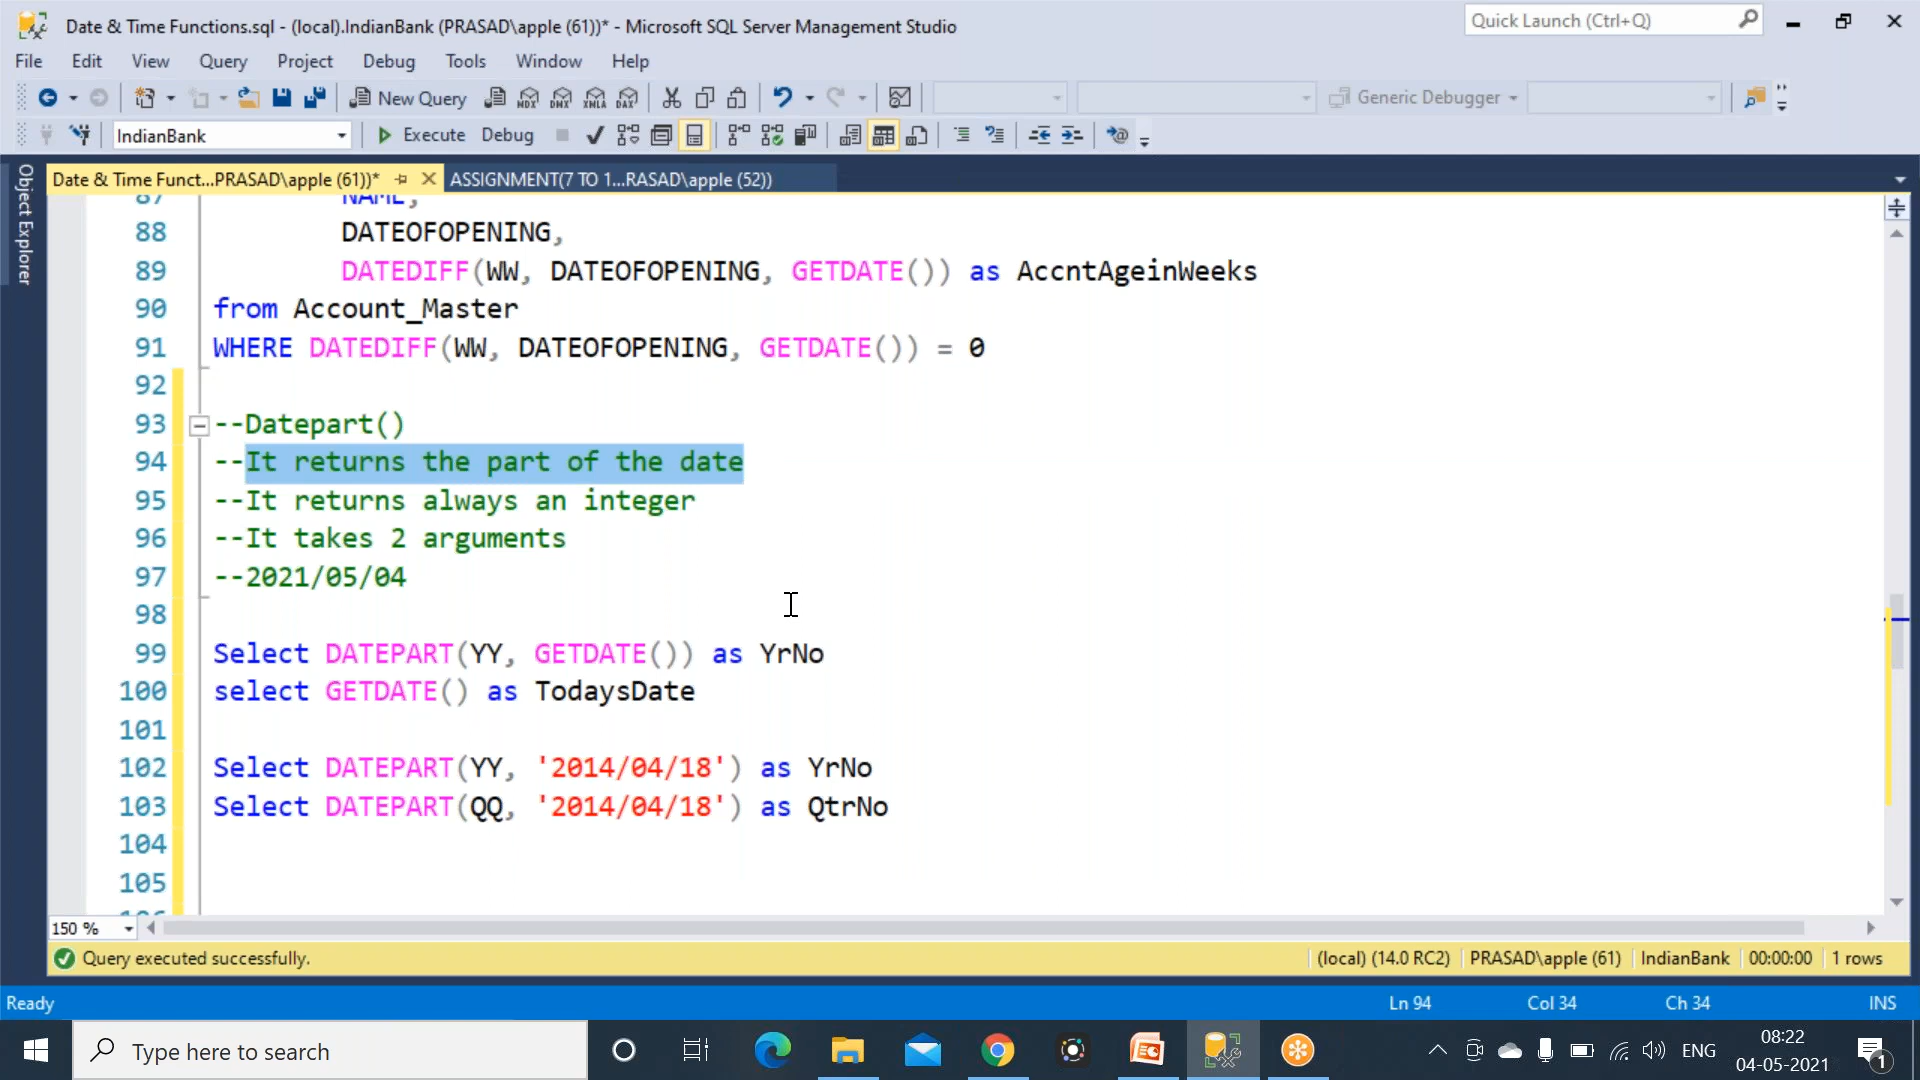 Date & Time Functions.sql - (local).IndianBank (PRASAD\apple (61))* - Microsoft SQL Server Management Studio
Quick Launch (Ctrl+Q)
File Edit View Query Project Debug Tools Window Help
New Query MDX DMX XMLA DAX Generic Debugger
IndianBank Execute Debug
Object Explorer
Date & Time Funct...PRASAD\apple (61))* ASSIGNMENT(7 TO 1...RASAD\apple (52))
87 NAME,
88 DATEOFOPENING,
89 DATEDIFF(WW, DATEOFOPENING, GETDATE()) as AccntAgeinWeeks
90 from Account_Master
91 WHERE DATEDIFF(WW, DATEOFOPENING, GETDATE()) = 0
92
93 --Datepart()
94 --It returns the part of the date
95 --It returns always an integer
96 --It takes 2 arguments
97 --2021/05/04
98
99 Select DATEPART(YY, GETDATE()) as YrNo
100 select GETDATE() as TodaysDate
101
102 Select DATEPART(YY, '2014/04/18') as YrNo
103 Select DATEPART(QQ, '2014/04/18') as QtrNo
104
105
150 %
Query executed successfully. (local) (14.0 RC2) PRASAD\apple (61) IndianBank 00:00:00 1 rows
Ready Ln 94 Col 34 Ch 34 INS
Type here to search
ENG
08:22
04-05-2021
1